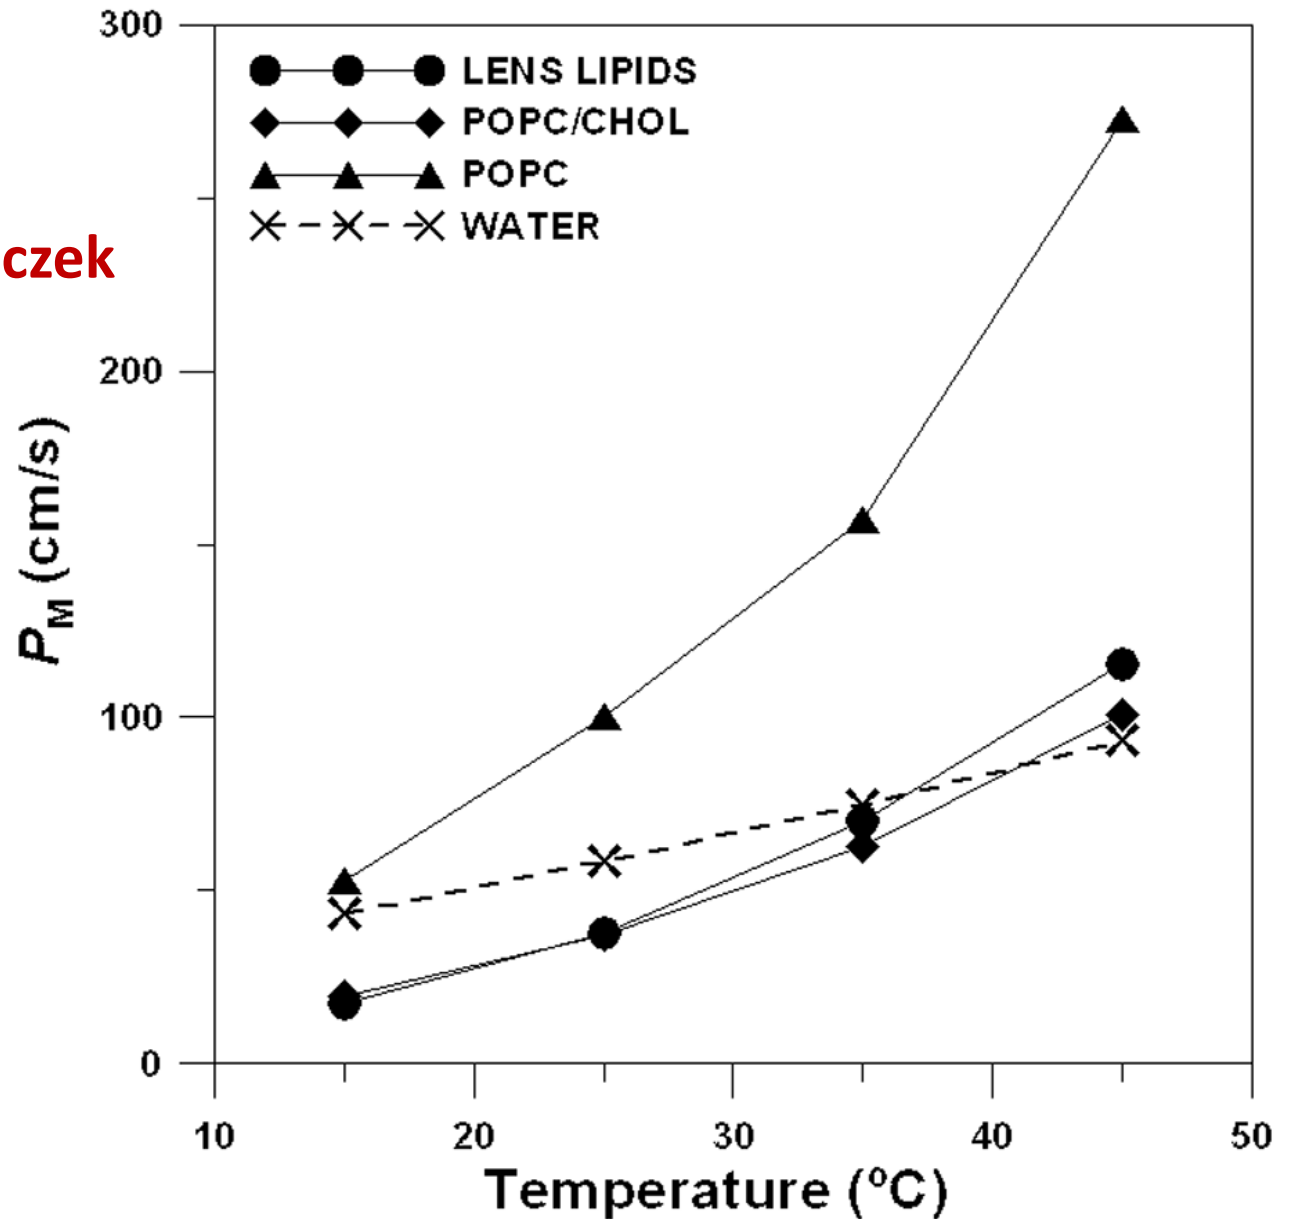 300
LENS LIPIDS
POPC/CHOL
POPC
WATER
czek
200
PM (cm/s)
100
0
10 20 30 40 50
Temperature (ºC)